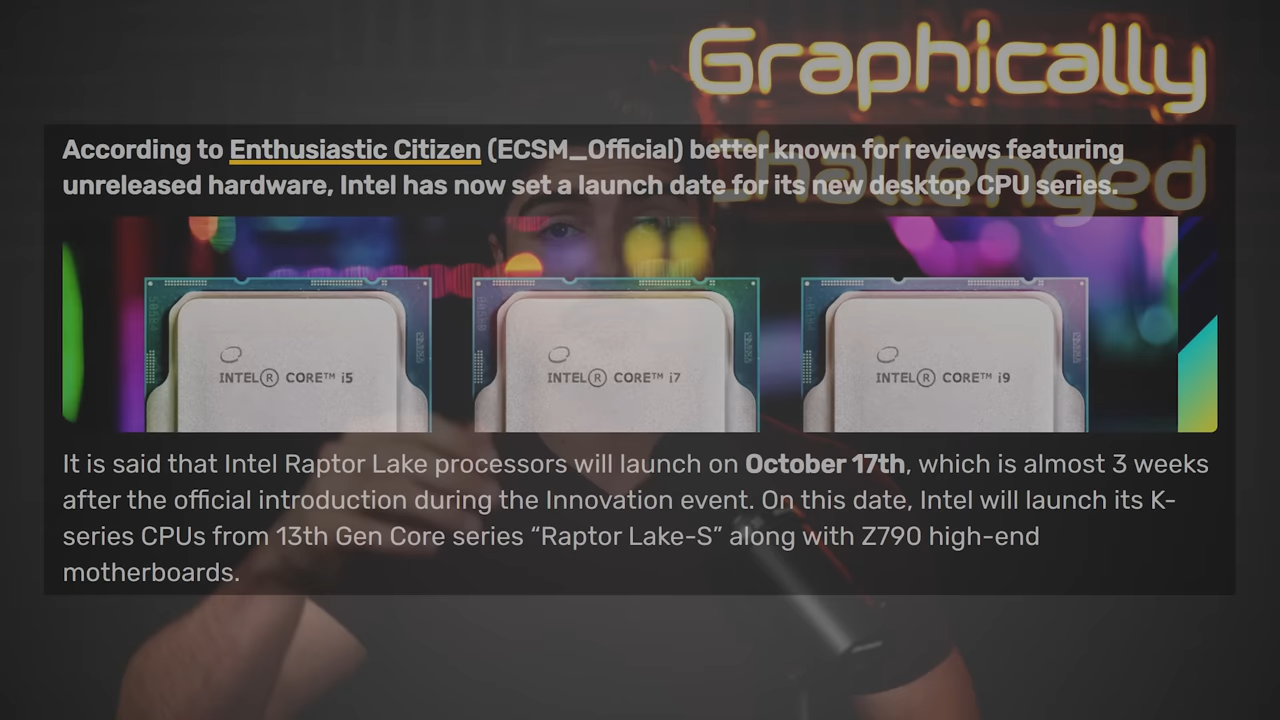 Graphically
Challenged
According to Enthusiastic Citizen (ECSM_Official) better known for reviews featuring
unreleased hardware, Intel has now set a launch date for its new desktop CPU series.
INTEL® CORE™ i5
INTEL® CORE™ i7
INTEL® CORE™ i9
It is said that Intel Raptor Lake processors will launch on October 17th, which is almost 3 weeks
after the official introduction during the Innovation event. On this date, Intel will launch its K-
series CPUs from 13th Gen Core series “Raptor Lake-S” along with Z790 high-end
motherboards.